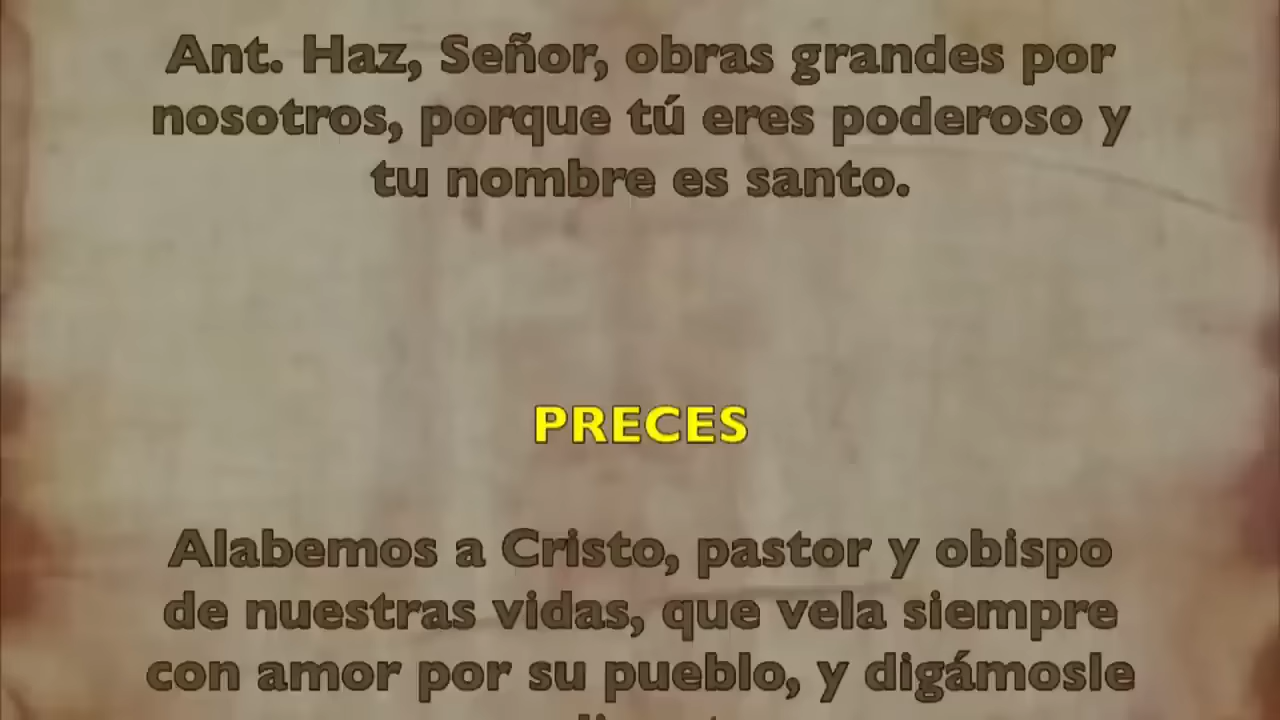 Ant. Haz, Señor, obras grandes por
nosotros, porque tú eres poderoso y
tu nombre es santo.
PRECES
Alabemos a Cristo, pastor y obispo
de nuestras vidas, que vela siempre
con amor por su pueblo, y digámosle